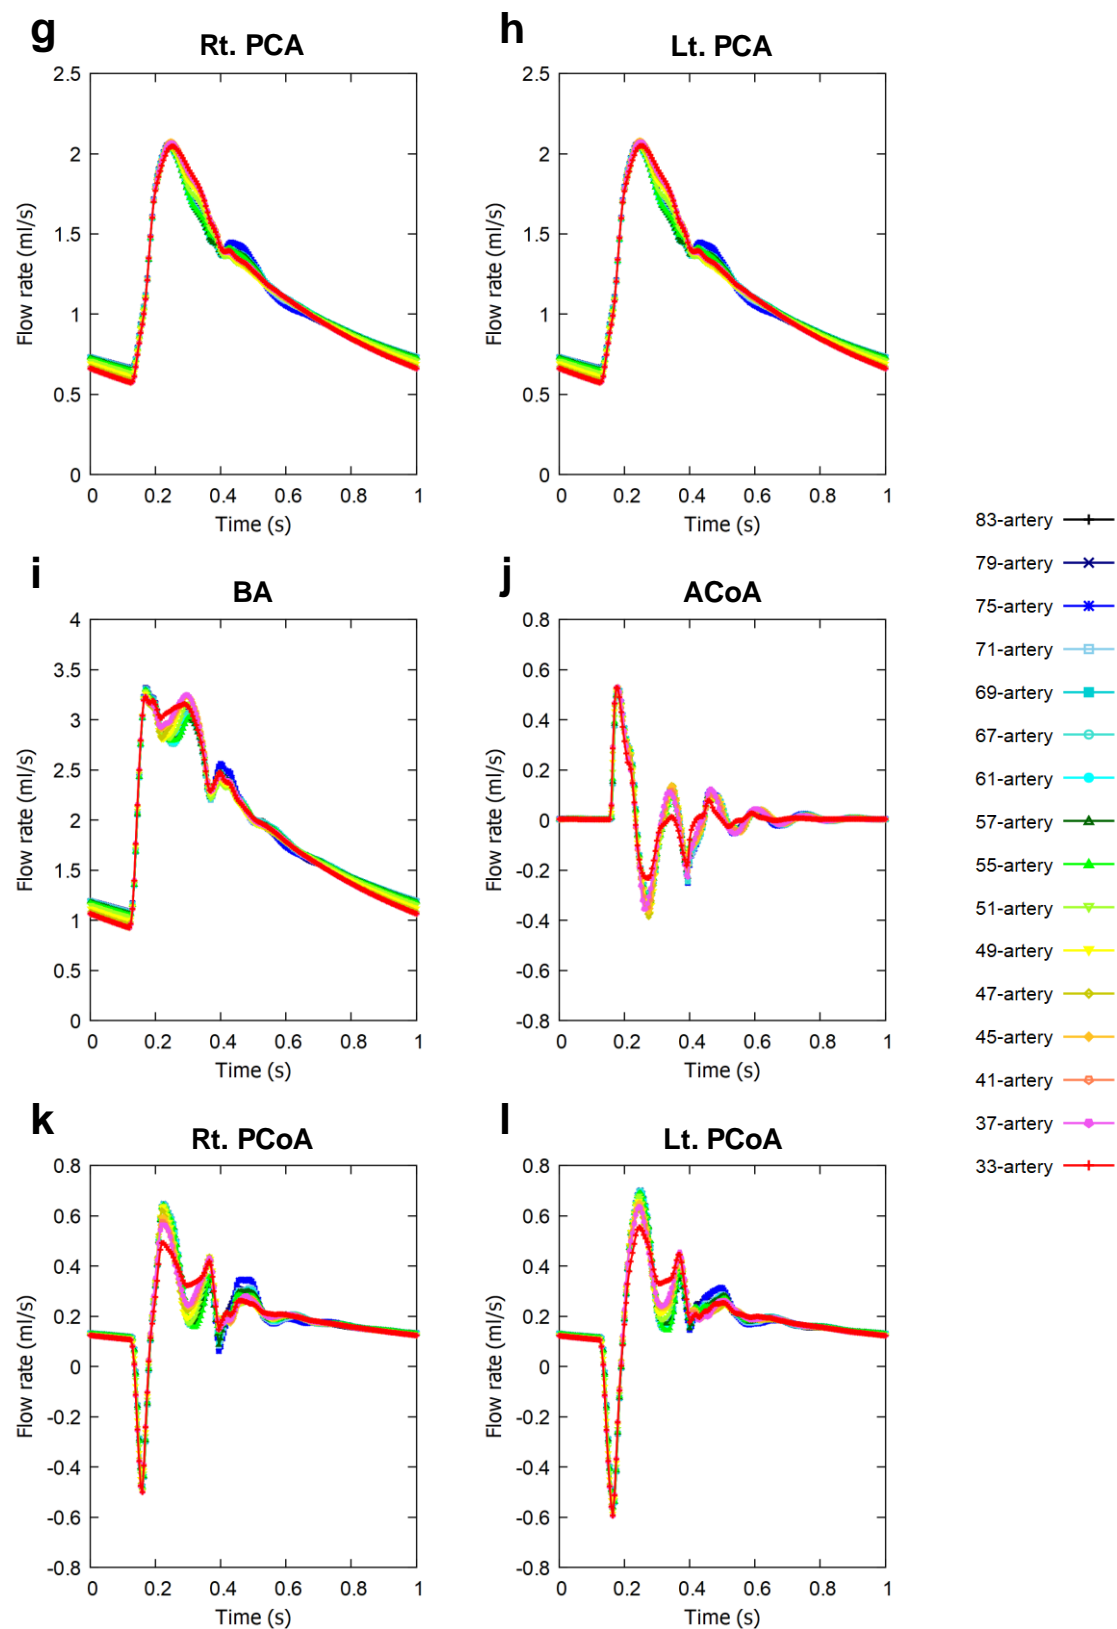 g
Rt. PCA
2.5
2
1.5
1
0.5
0
Flow rate (ml/s)
0 0.2 0.4 0.6 0.8 1
Time (s)
h
Lt. PCA
2.5
2
1.5
1
0.5
0
Flow rate (ml/s)
0 0.2 0.4 0.6 0.8 1
Time (s)
i
BA
4
3.5
3
2.5
2
1.5
1
0.5
0
Flow rate (ml/s)
0 0.2 0.4 0.6 0.8 1
Time (s)
j
ACoA
0.8
0.6
0.4
0.2
0
-0.2
-0.4
-0.6
-0.8
Flow rate (ml/s)
0 0.2 0.4 0.6 0.8 1
Time (s)
k
Rt. PCoA
0.8
0.6
0.4
0.2
0
-0.2
-0.4
-0.6
-0.8
Flow rate (ml/s)
0 0.2 0.4 0.6 0.8 1
Time (s)
l
Lt. PCoA
0.8
0.6
0.4
0.2
0
-0.2
-0.4
-0.6
-0.8
Flow rate (ml/s)
0 0.2 0.4 0.6 0.8 1
Time (s)
83-artery
79-artery
75-artery
71-artery
69-artery
67-artery
61-artery
57-artery
55-artery
51-artery
49-artery
47-artery
45-artery
41-artery
37-artery
33-artery